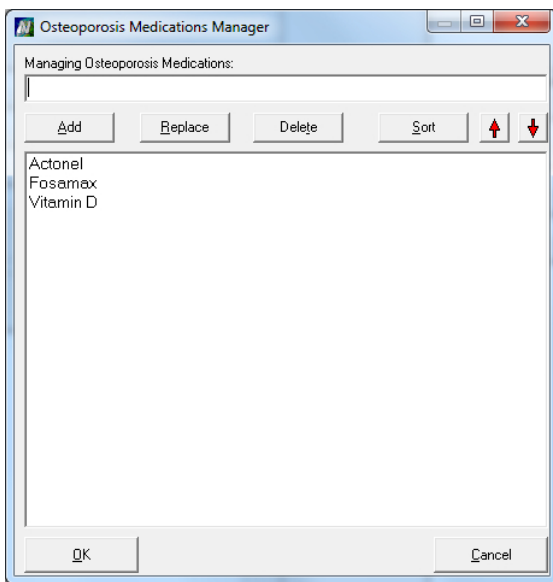 Osteoporosis Medications Manager
Managing Osteoporosis Medications:
Add Replace Delete Sort
Actonel
Fosamax
Vitamin D
OK Cancel